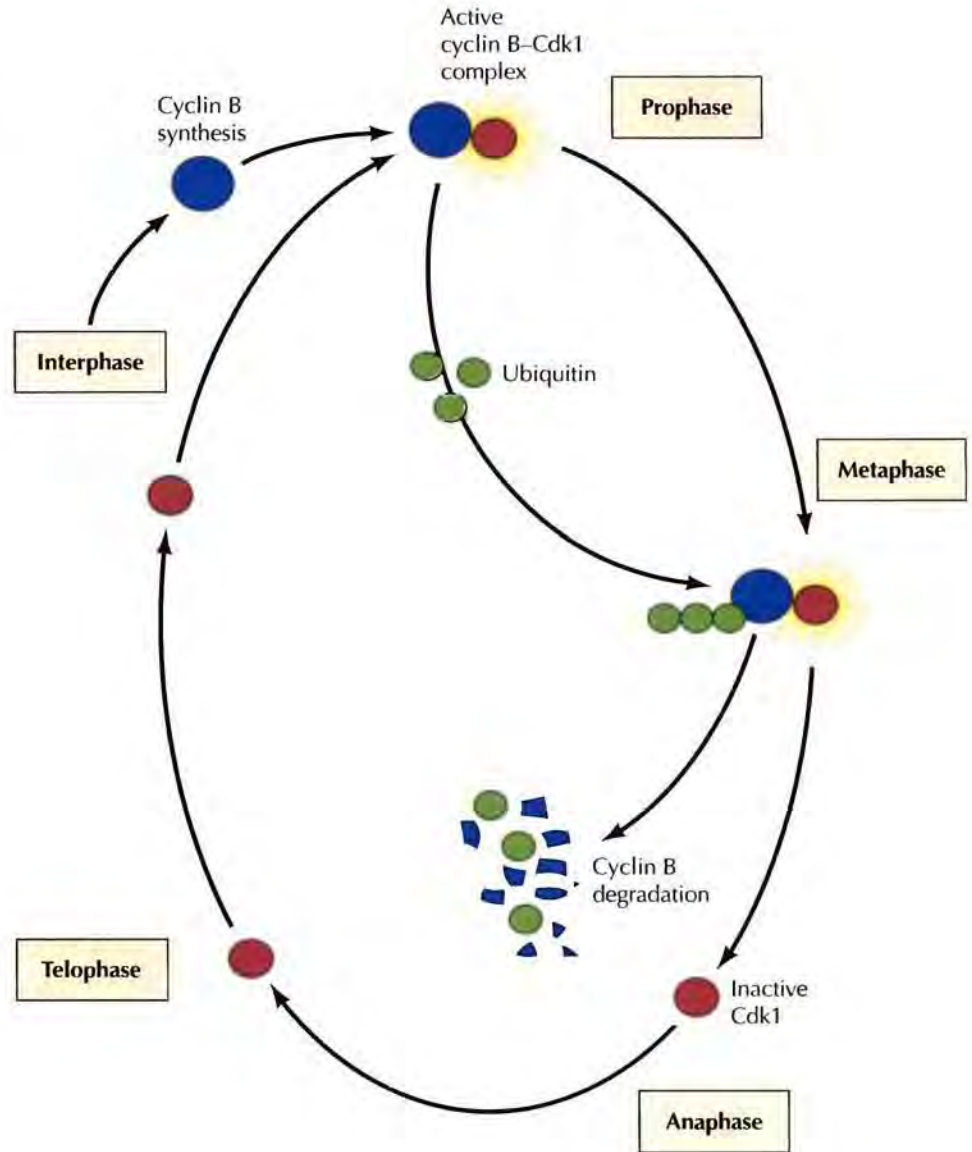 Active
cyclin B–Cdk1
complex
Prophase
Cyclin B
synthesis
Interphase
Ubiquitin
Metaphase
Cyclin B
degradation
Telophase
Inactive
Cdk1
Anaphase